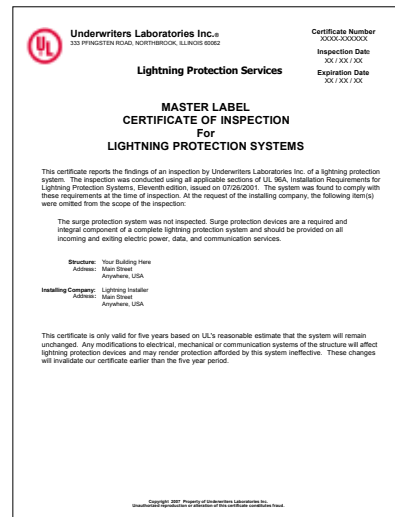 UL
Underwriters Laboratories Inc.®
333 PFINGSTEN ROAD, NORTHBROOK, ILLINOIS 60062
Certificate Number
XXXX-XXXXXX
Inspection Date
XX / XX / XX
Expiration Date
XX / XX / XX
Lightning Protection Services
MASTER LABEL
CERTIFICATE OF INSPECTION
For
LIGHTNING PROTECTION SYSTEMS
This certificate reports the findings of an inspection by Underwriters Laboratories Inc. of a lightning protection
system. The inspection was conducted using all applicable sections of UL 96A, Installation Requirements for
Lightning Protection Systems, Eleventh edition, issued on 07/26/2001. The system was found to comply with
these requirements at the time of inspection. At the request of the installing company, the following item(s)
were omitted from the scope of the inspection:
The surge protection system was not inspected. Surge protection devices are a required and
integral component of a complete lightning protection system and should be provided on all
incoming and exiting electric power, data, and communication services.
Structure: Your Building Here
Address: Main Street
Anywhere, USA
Installing Company: Lightning Installer
Address: Main Street
Anywhere, USA
This certificate is only valid for five years based on UL's reasonable estimate that the system will remain
unchanged. Any modifications to electrical, mechanical or communication systems of the structure will affect
lightning protection devices and may render protection afforded by this system ineffective. These changes
will invalidate our certificate earlier than the five year period.
Copyright 2007 Property of Underwriters Laboratories Inc.
Unauthorized reproduction or alteration of this certificate constitutes fraud.